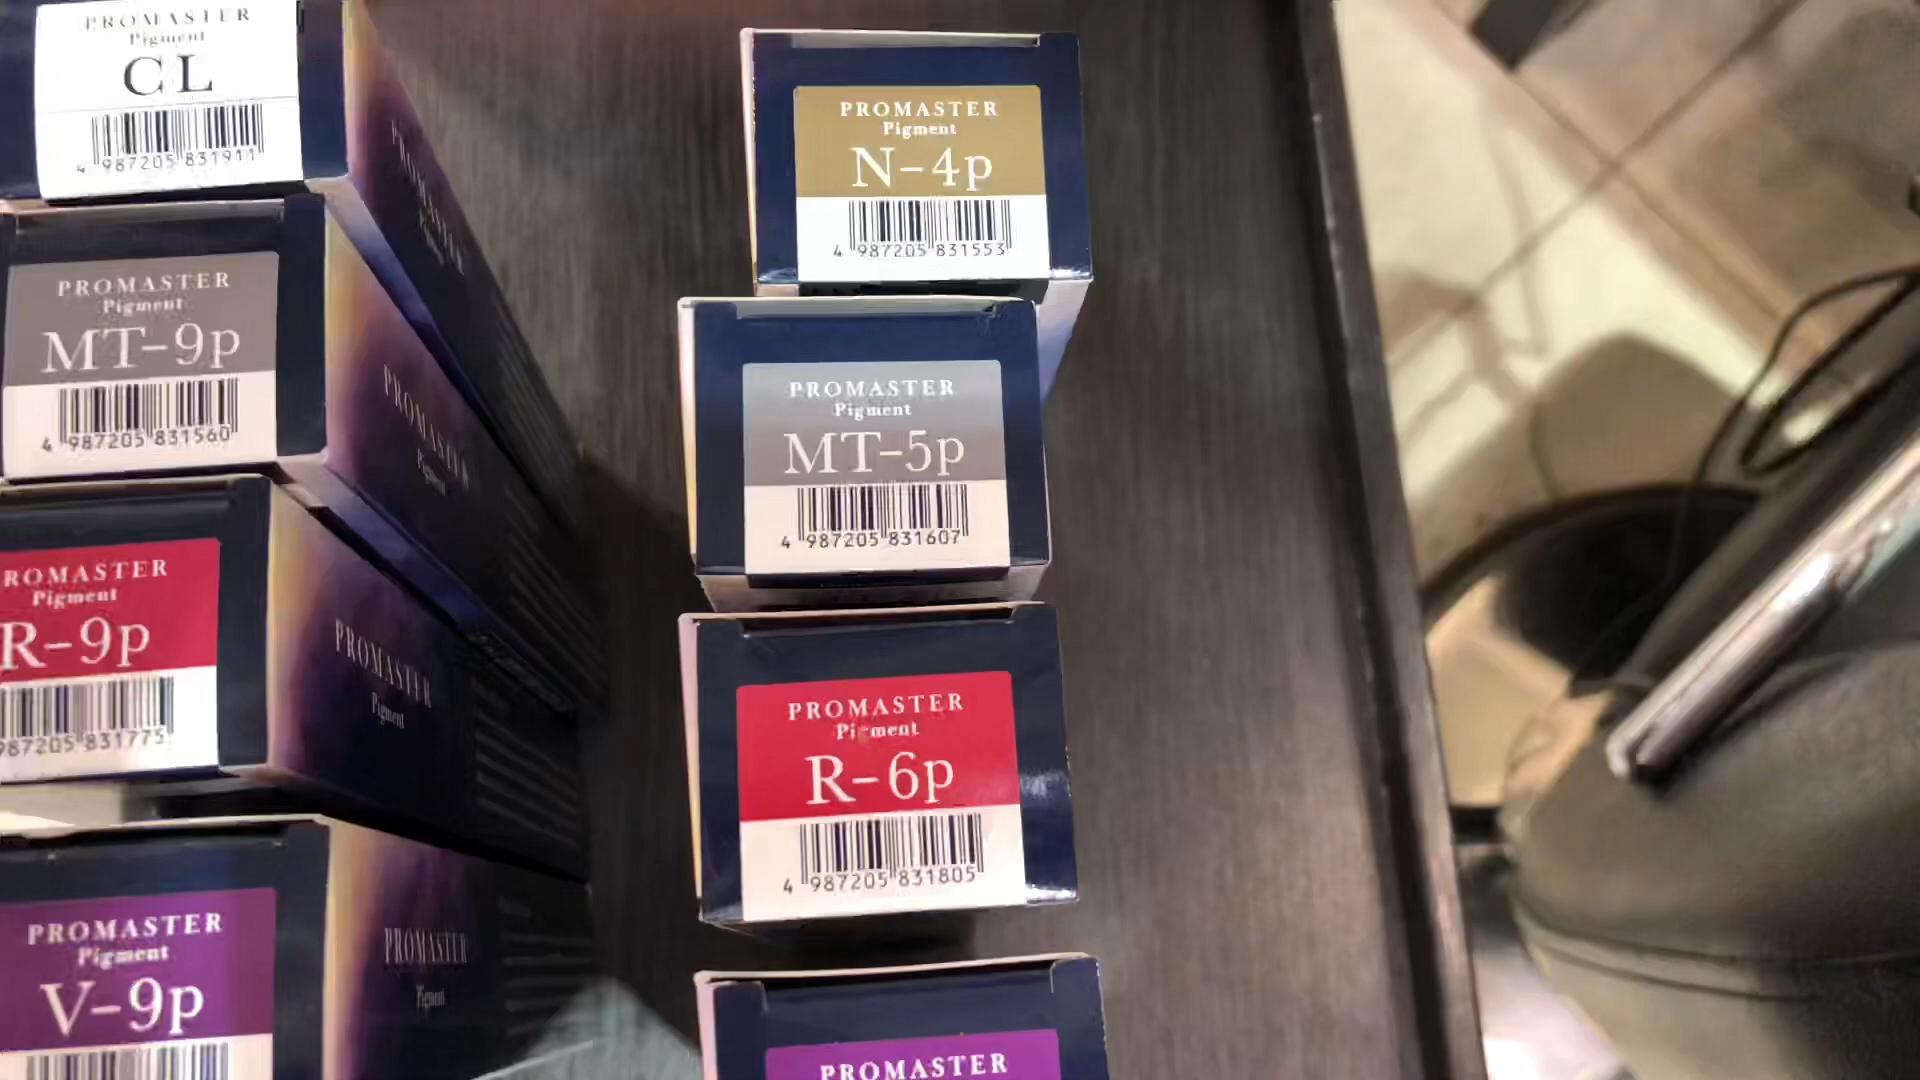 PROMASTER
Pigment
CL
4 987205 831911
PROMASTER
Pigment
PROMASTER
Pigment
MT-9p
4 987205 831560
PROMASTER
Pigment
ROMASTER
Pigment
R-9p
987205 831775
PROMASTER
Pigment
PROMASTER
Pigment
V-9p
PROMASTER
Pigment
PROMASTER
Pigment
N-4p
4 987205 831553
PROMASTER
Pigment
MT-5p
4 987205 831607
PROMASTER
Pigment
R-6p
4 987205 831805
PROMASTER